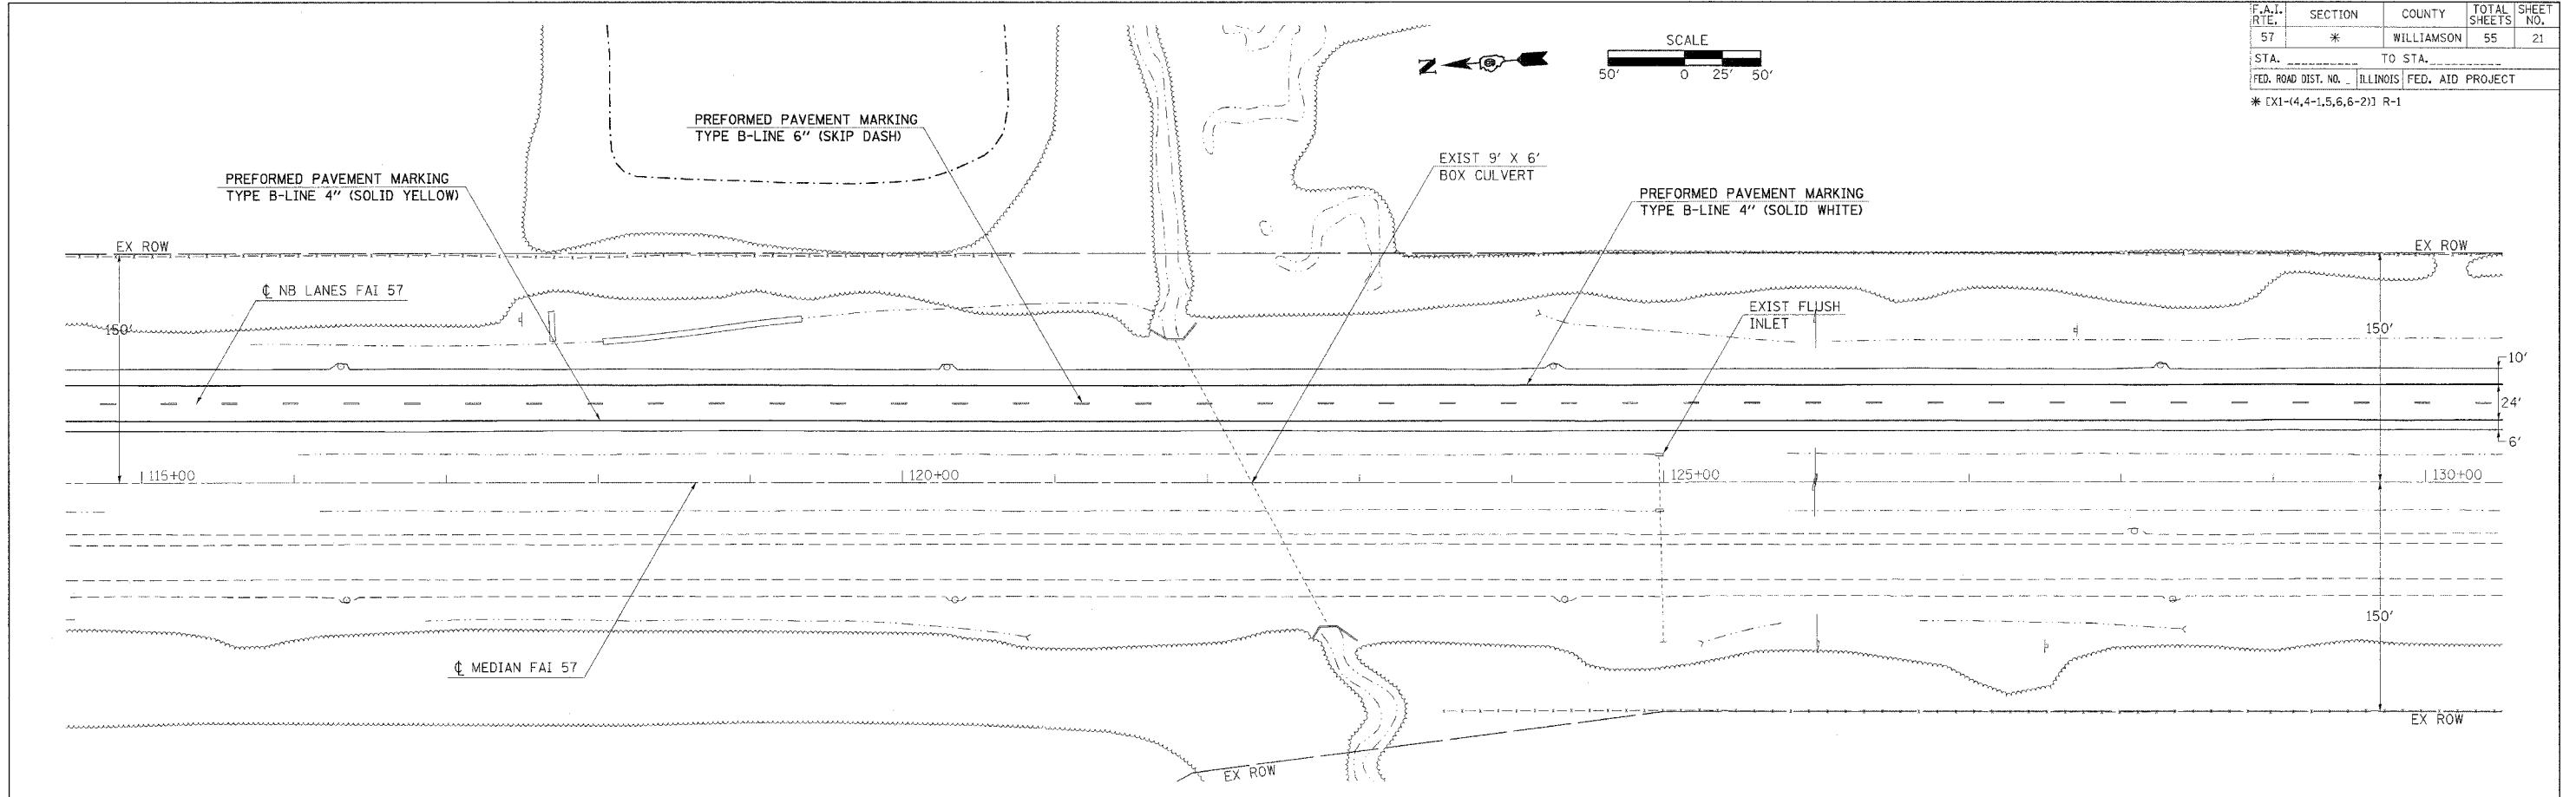 F.A.I. RTE. SECTION COUNTY TOTAL SHEETS SHEET NO.
57 * WILLIAMSON 55 21
STA. __________ TO STA. __________
FED. ROAD DIST. NO. _ ILLINOIS FED. AID PROJECT
* [X1-(4,4-1,5,6,6-2)] R-1
SCALE
50' 0 25' 50'
N
PREFORMED PAVEMENT MARKING
TYPE B-LINE 6" (SKIP DASH)
EXIST 9' X 6'
BOX CULVERT
PREFORMED PAVEMENT MARKING
TYPE B-LINE 4" (SOLID YELLOW)
PREFORMED PAVEMENT MARKING
TYPE B-LINE 4" (SOLID WHITE)
EX ROW
EX ROW
℄ NB LANES FAI 57
EXIST FLUSH
INLET
150'
150'
10'
24'
6'
115+00
120+00
125+00
130+00
150'
℄ MEDIAN FAI 57
EX ROW
EX ROW